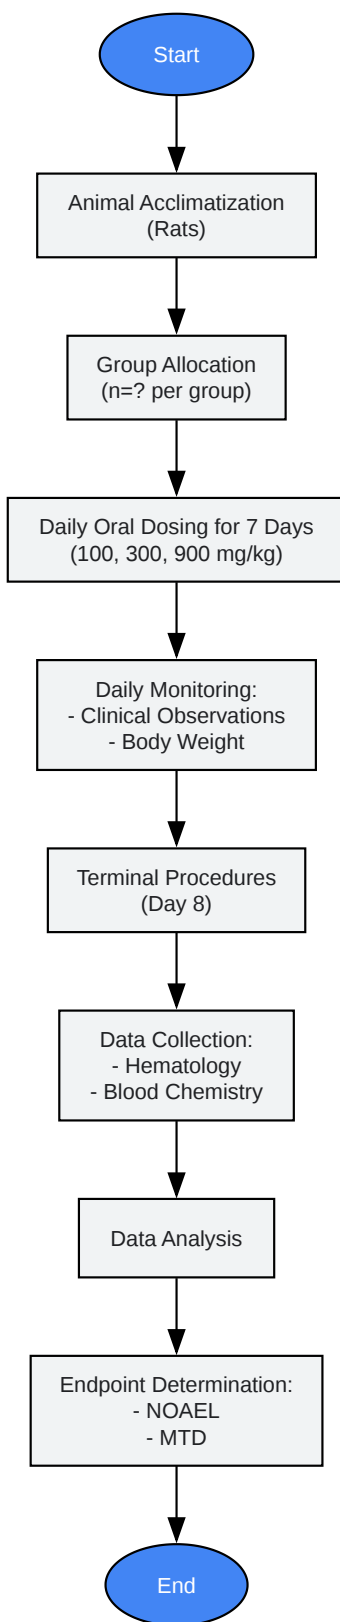 Start
Animal Acclimatization
(Rats)
Group Allocation
(n=? per group)
Daily Oral Dosing for 7 Days
(100, 300, 900 mg/kg)
Daily Monitoring:
- Clinical Observations
- Body Weight
Terminal Procedures
(Day 8)
Data Collection:
- Hematology
- Blood Chemistry
Data Analysis
Endpoint Determination:
- NOAEL
- MTD
End